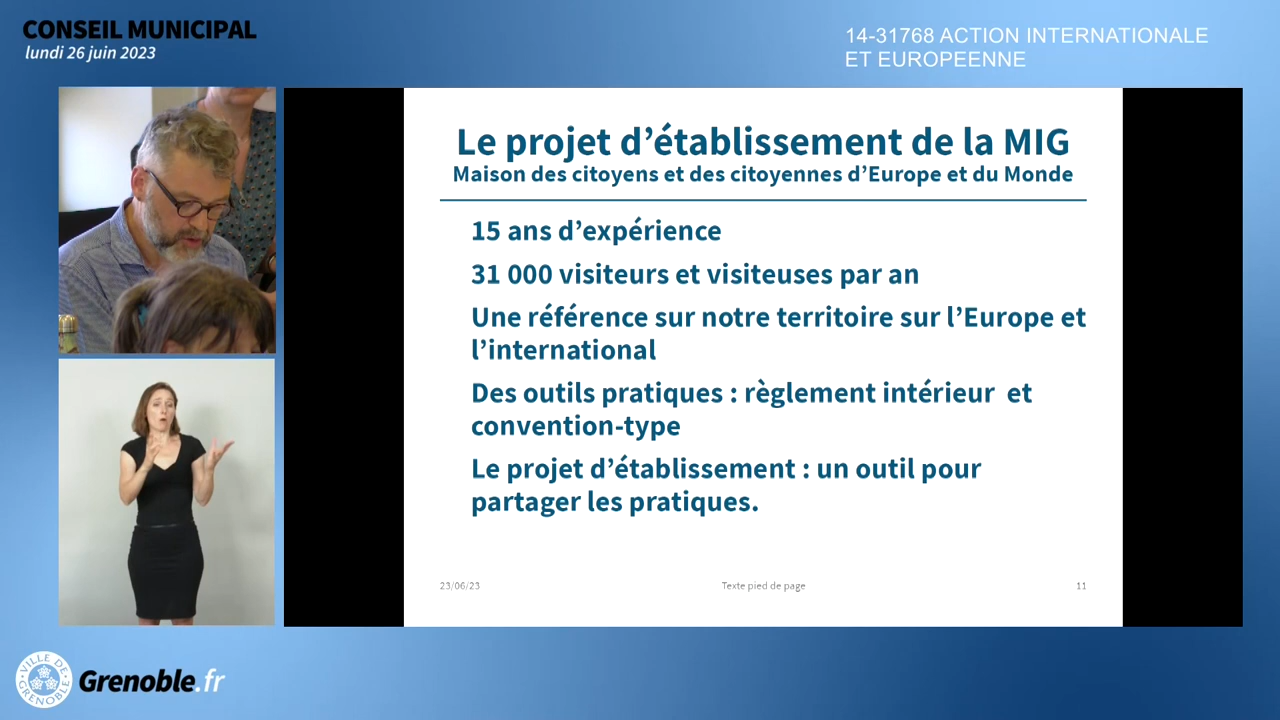 CONSEIL MUNICIPAL
lundi 26 juin 2023
14-31768 ACTION INTERNATIONALE
ET EUROPEENNE
Le projet d’établissement de la MIG
Maison des citoyens et des citoyennes d’Europe et du Monde
15 ans d’expérience
31 000 visiteurs et visiteuses par an
Une référence sur notre territoire sur l’Europe et
l’international
Des outils pratiques : règlement intérieur  et
convention-type
Le projet d’établissement : un outil pour
partager les pratiques.
23/06/23
Texte pied de page
11
VILLE DE
GRENOBLE
Grenoble.fr